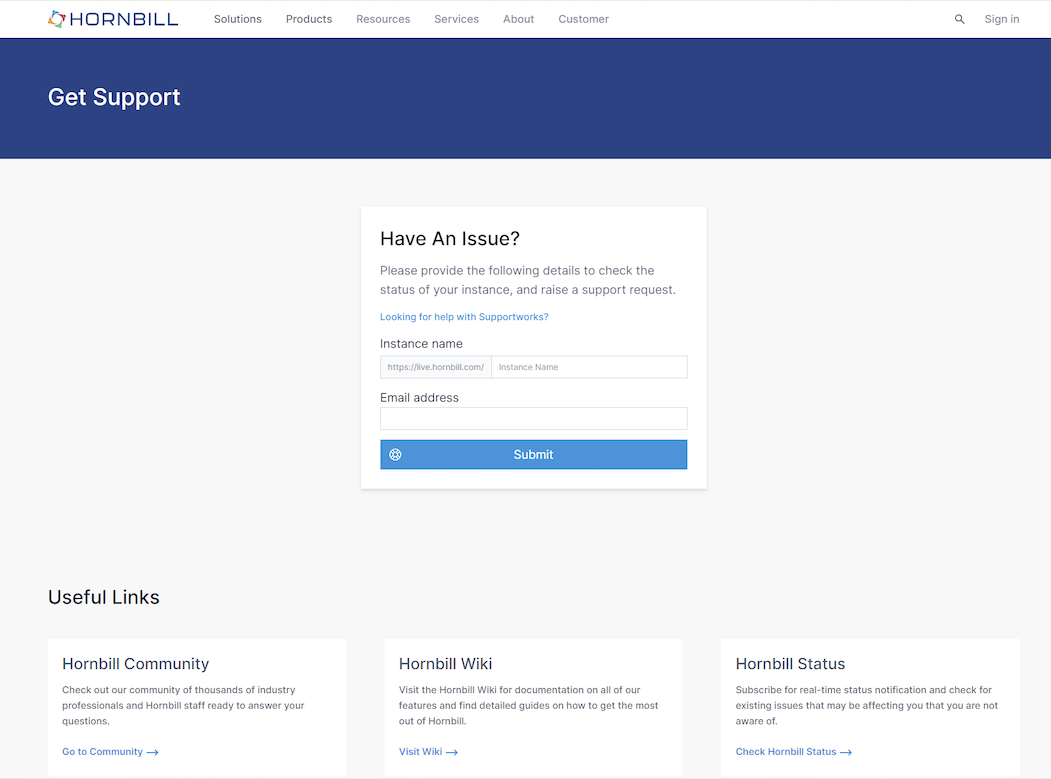 HORNBILL
Solutions
Products
Resources
Services
About
Customer
Sign in
Get Support
Have An Issue?
Please provide the following details to check the
status of your instance, and raise a support request.
Looking for help with Supportworks?
Instance name
https://live.hornbill.com/
Instance Name
Email address
Submit
Useful Links
Hornbill Community
Check out our community of thousands of industry
professionals and Hornbill staff ready to answer your
questions.
Go to Community →
Hornbill Wiki
Visit the Hornbill Wiki for documentation on all of our
features and find detailed guides on how to get the most
out of Hornbill.
Visit Wiki →
Hornbill Status
Subscribe for real-time status notification and check for
existing issues that may be affecting you that you are not
aware of.
Check Hornbill Status →